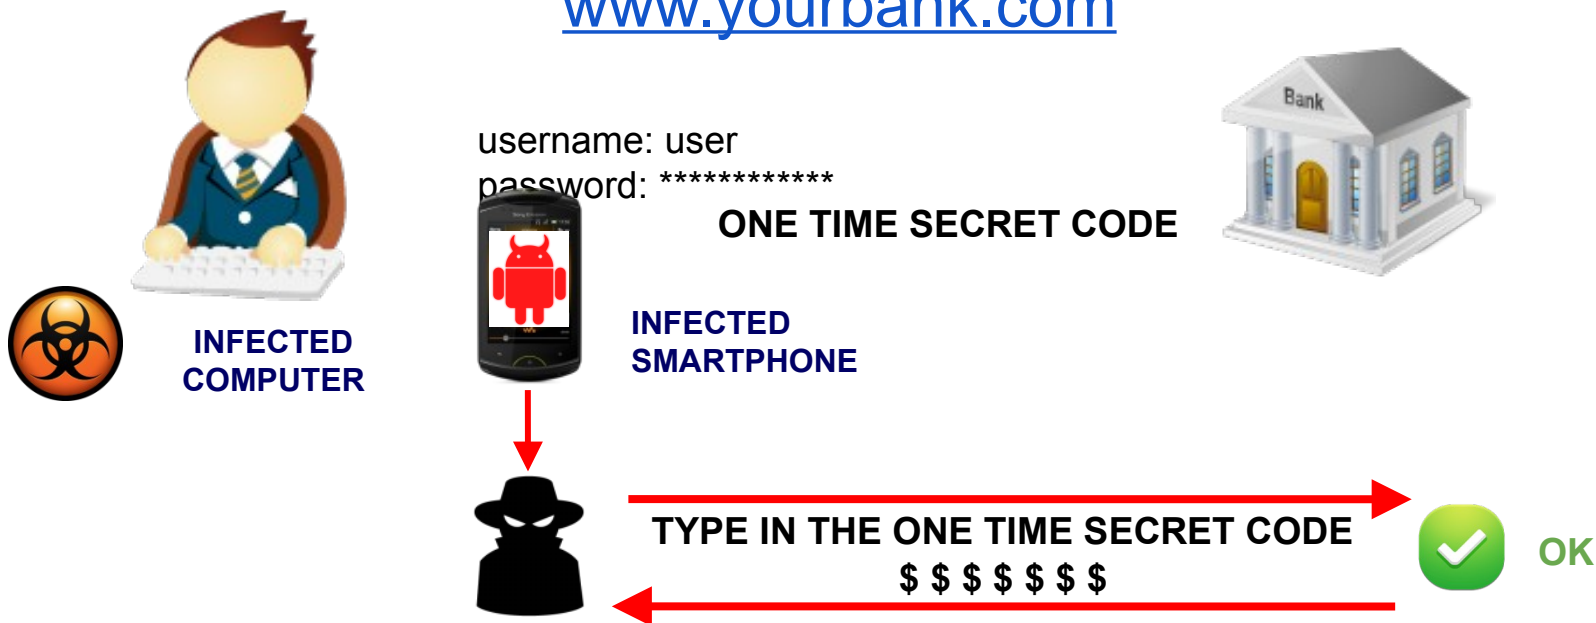 www.yourbank.com
Bank
username: user
password: ************
ONE TIME SECRET CODE
INFECTED
COMPUTER
INFECTED
SMARTPHONE
TYPE IN THE ONE TIME SECRET CODE
$ $ $ $ $ $ $
OK